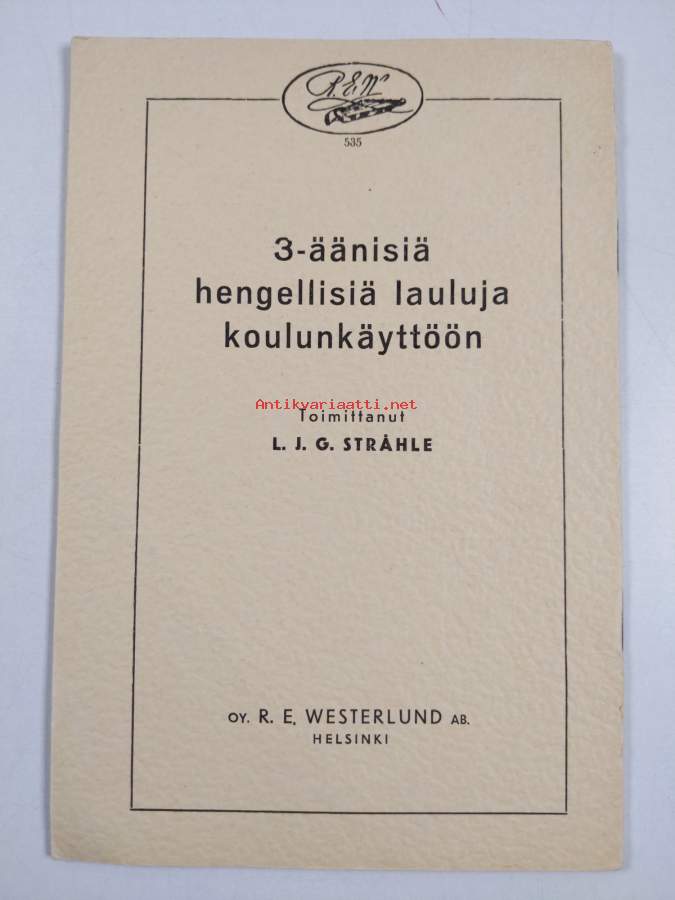 R.E.W.
535
3-äänisiä
hengellisiä lauluja
koulunkäyttöön
Antikvariaatti.net
Toimittanut
L. J. G. STRÅHLE
OY. R. E. WESTERLUND AB.
HELSINKI